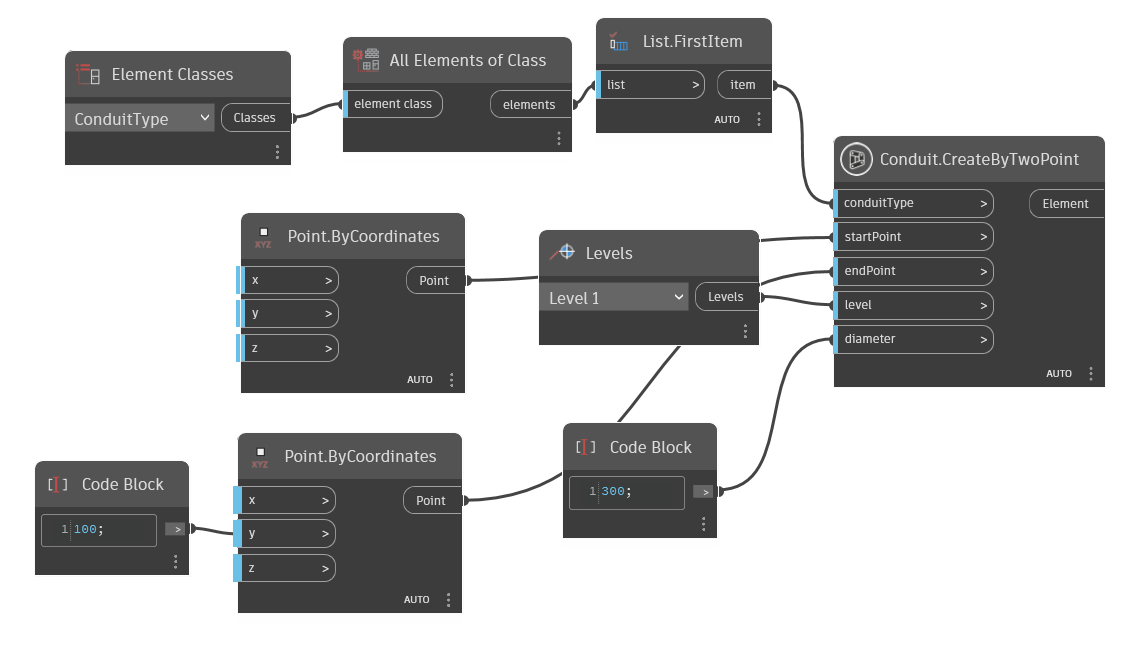 Element Classes
ConduitType
Classes
All Elements of Class
element class
elements
List.FirstItem
list >
item
AUTO
Conduit.CreateByTwoPoint
conduitType >
Element
startPoint >
endPoint >
level >
diameter >
AUTO
XYZ
Point.ByCoordinates
x >
Point
y >
z >
AUTO
Levels
Level 1
Levels
XYZ
Point.ByCoordinates
x >
Point
y >
z >
AUTO
[I] Code Block
1 100;
>
[I] Code Block
1 300;
>